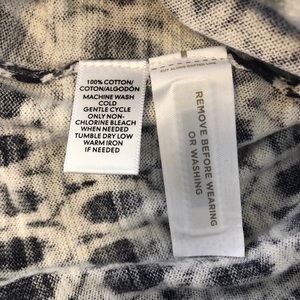 100% COTTON/
COTON/ALGODÓN
MACHINE WASH
COLD
GENTLE CYCLE
ONLY NON-
CHLORINE BLEACH
WHEN NEEDED
TUMBLE DRY LOW
WARM IRON
IF NEEDED
REMOVE BEFORE WEARING
OR WASHING